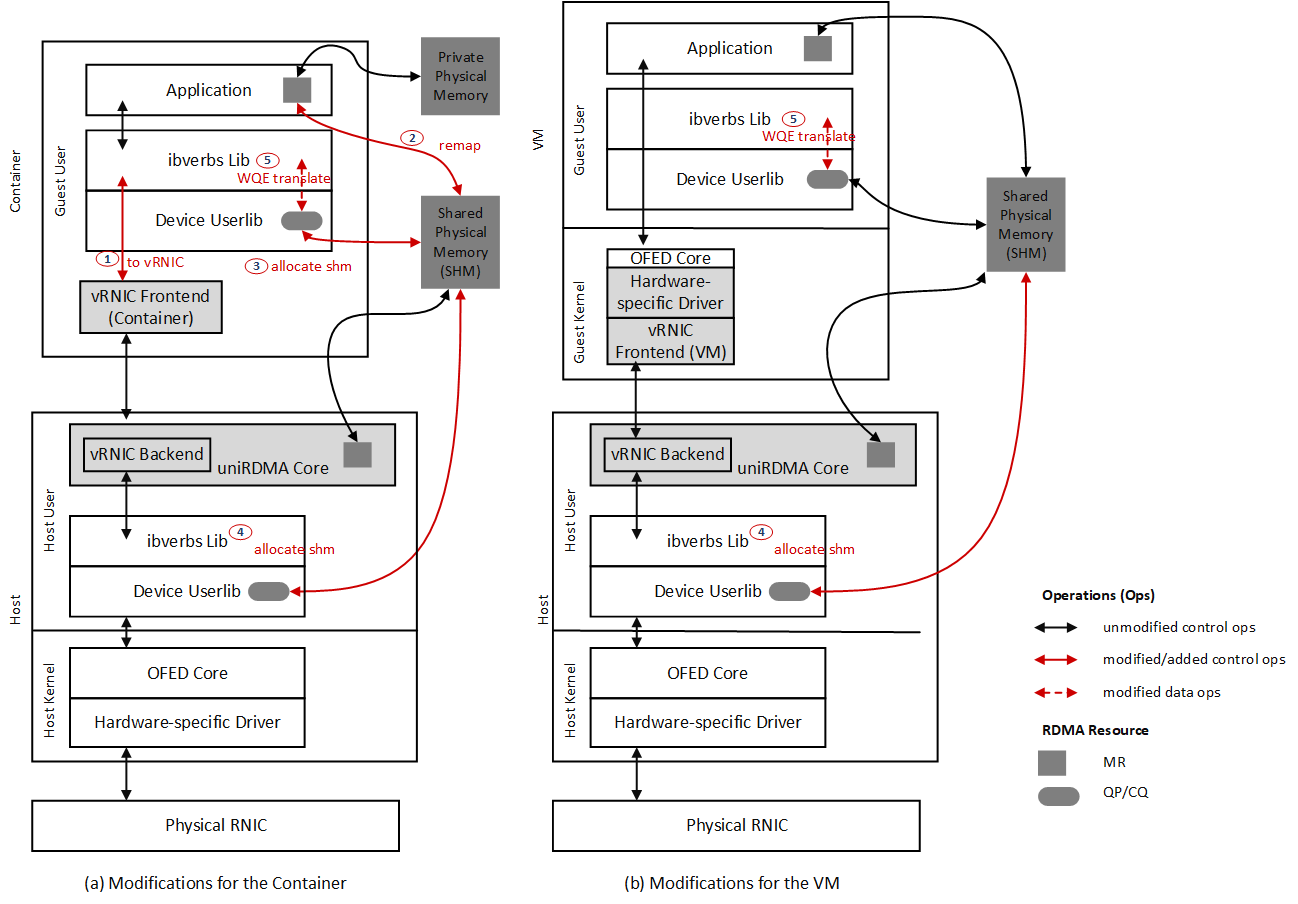 Container
Guest User
Application
Private
Physical
Memory
2
remap
ibverbs Lib
5
WQE translate
Device Userlib
Shared
Physical
Memory
(SHM)
1
to vRNIC
3
allocate shm
vRNIC Frontend
(Container)
Host
Host User
vRNIC Backend
uniRDMA Core
ibverbs Lib
4
allocate shm
Device Userlib
Host Kernel
OFED Core
Hardware-specific Driver
Physical RNIC
(a) Modifications for the Container
VM
Guest User
Application
ibverbs Lib
5
WQE translate
Device Userlib
Shared
Physical
Memory
(SHM)
Guest Kernel
OFED Core
Hardware-
specific Driver
vRNIC
Frontend (VM)
Host
Host User
vRNIC Backend
uniRDMA Core
ibverbs Lib
4
allocate shm
Device Userlib
Host Kernel
OFED Core
Hardware-specific Driver
Physical RNIC
(b) Modifications for the VM
Operations (Ops)
unmodified control ops
modified/added control ops
modified data ops
RDMA Resource
MR
QP/CQ